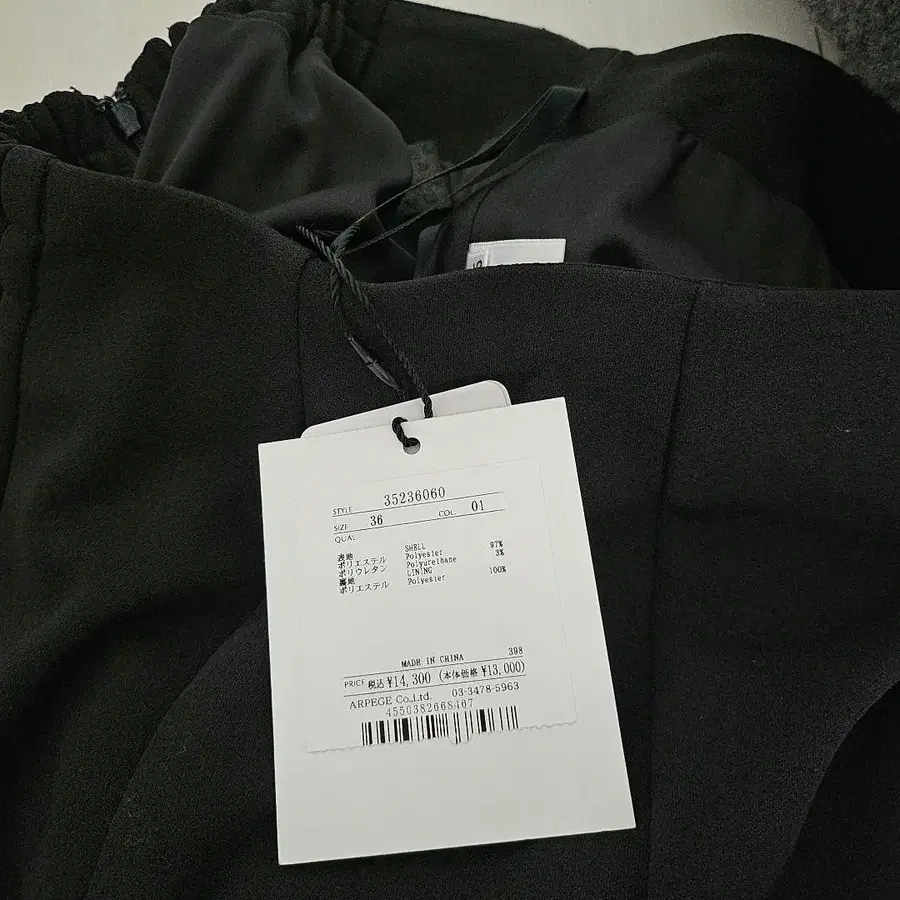 STYLE 35236060
SIZE 36 COL. 01
QUAL
表地 SHELL
ポリエステル Polyester 97%
ポリウレタン Polyurethane 3%
裏地 LINING
ポリエステル Polyester 100%
MADE IN CHINA 398
PRICE 税込 ¥14,300 (本体価格 ¥13,000)
ARPEGE Co.,Ltd. 03-3478-5963
4550382668467